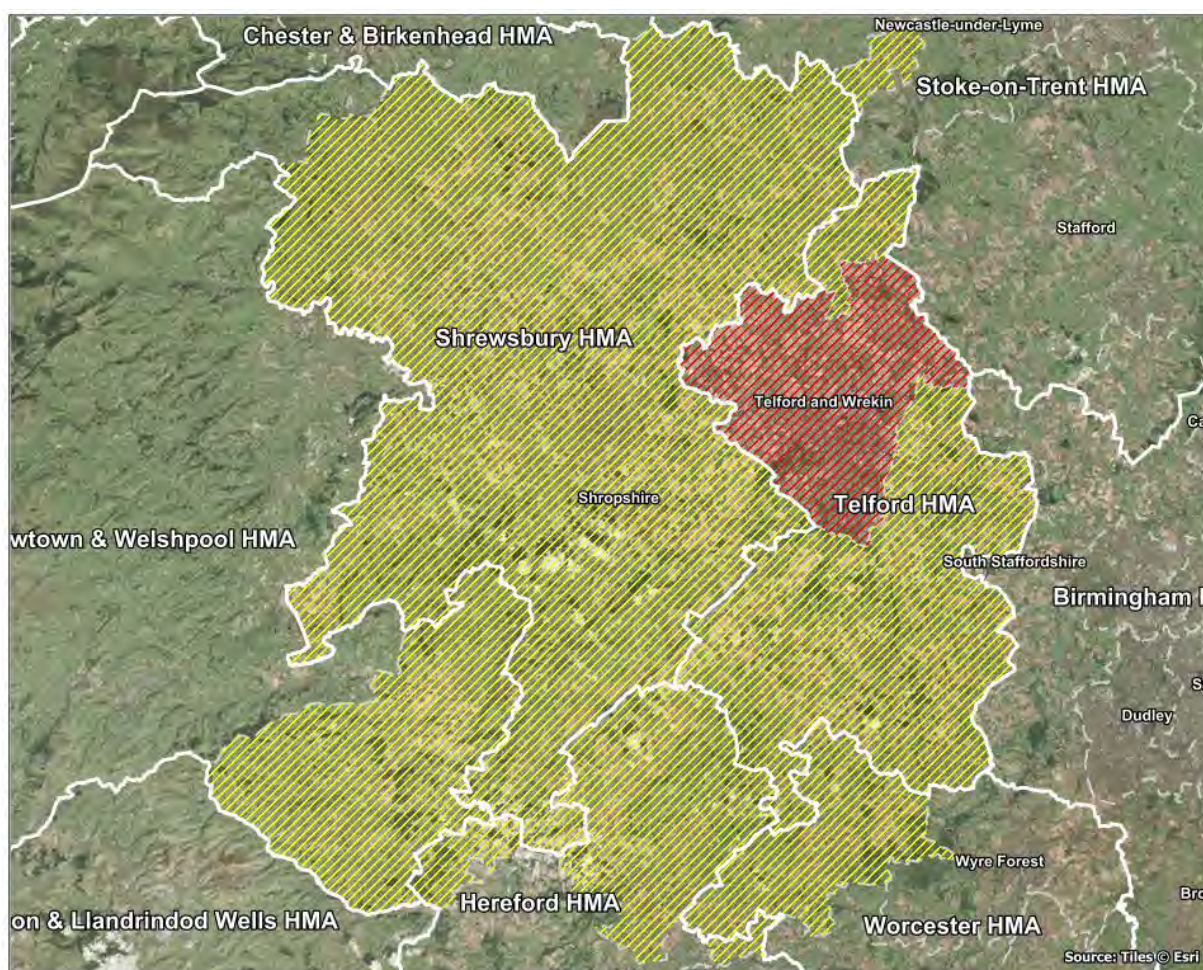 Newcastle-under-Lyme
Chester & Birkenhead HMA
Stoke-on-Trent HMA
Stafford
Shrewsbury HMA
Telford and Wrekin
Ca
Shropshire
Telford HMA
wtown & Welshpool HMA
South Staffordshire
Birmingham
S
Dudley
Wyre Forest
Bro
Hereford HMA
on & Llandrindod Wells HMA
Worcester HMA
Source: Tiles © Esri